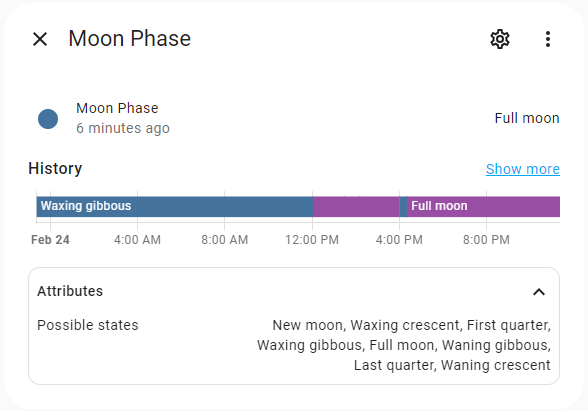 Moon Phase
Moon Phase
6 minutes ago
Full moon
History
Show more
Waxing gibbous
Full moon
Feb 24
4:00 AM
8:00 AM
12:00 PM
4:00 PM
8:00 PM
Attributes
Possible states
New moon, Waxing crescent, First quarter,
Waxing gibbous, Full moon, Waning gibbous,
Last quarter, Waning crescent